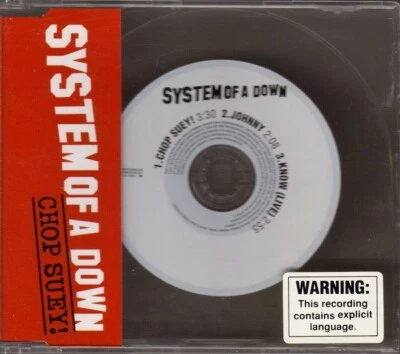 SYSTEM OF A DOWN
CHOP SUEY!
SYSTEM OF A DOWN
1.CHOP SUEY! 3:30 2.JOHNNY 2:08 3.KNOW (LIVE) 2:55
WARNING:
This recording
contains explicit
language.